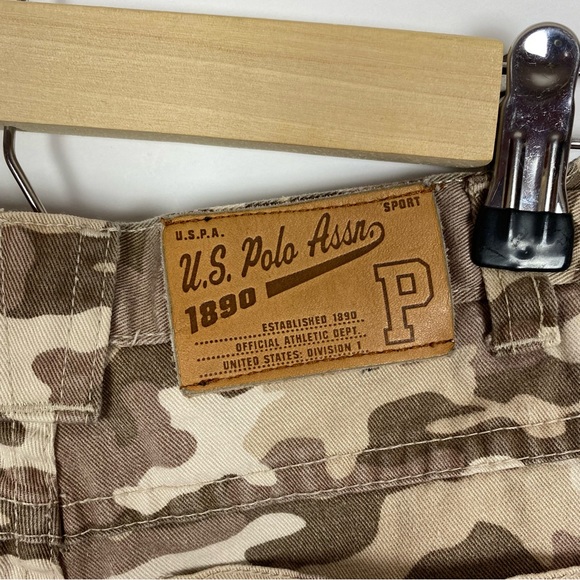 U.S.P.A. SPORT
U.S. Polo Assn.
1890
P
ESTABLISHED 1890
OFFICIAL ATHLETIC DEPT.
UNITED STATES: DIVISION 1